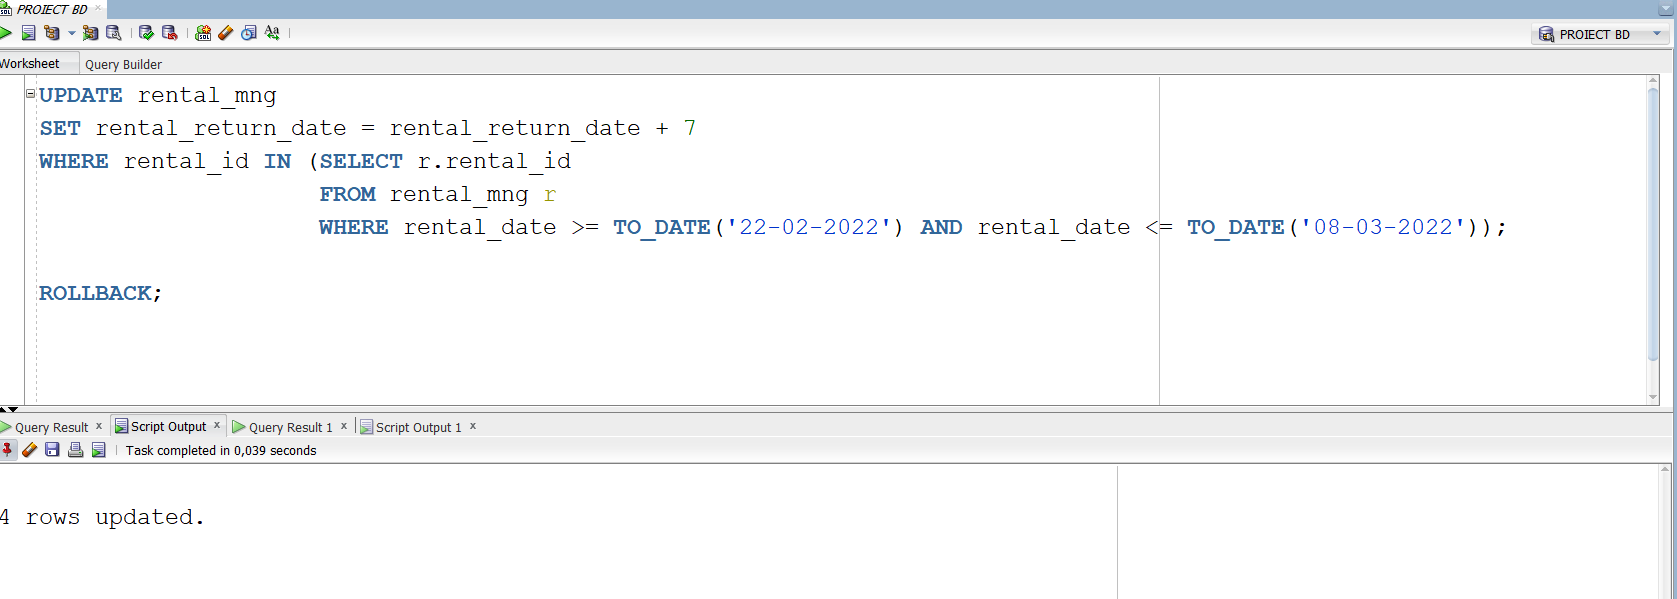 PROIECT BD
PROIECT BD
Worksheet Query Builder
UPDATE rental_mng
SET rental_return_date = rental_return_date + 7
WHERE rental_id IN (SELECT r.rental_id
FROM rental_mng r
WHERE rental_date >= TO_DATE('22-02-2022') AND rental_date <= TO_DATE('08-03-2022'));
ROLLBACK;
Query Result x Script Output x Query Result 1 x Script Output 1 x
Task completed in 0,039 seconds
4 rows updated.